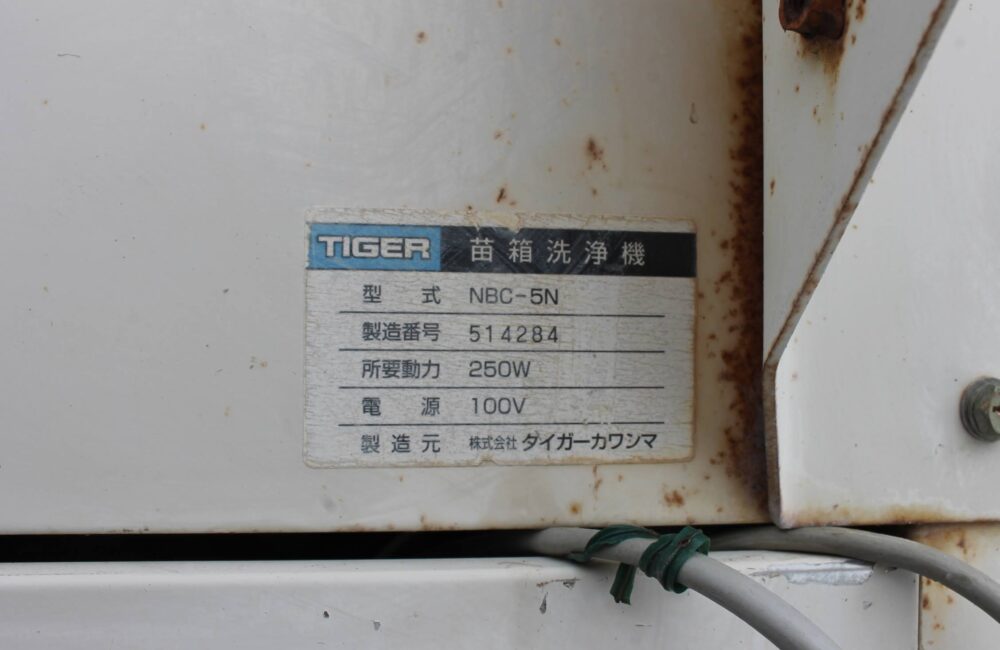 TIGER 苗箱洗浄機
型式 NBC-5N
製造番号 514284
所要動力 250W
電源 100V
製造元 株式会社 タイガーカワシマ